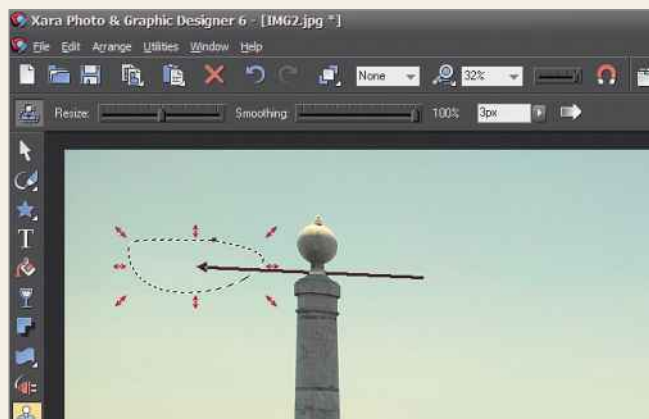 Xara Photo & Graphic Designer 6 - [IMG2.jpg *]
File Edit Arrange Utilities Window Help
None 32%
Resize: Smoothing: 100% 3px
T